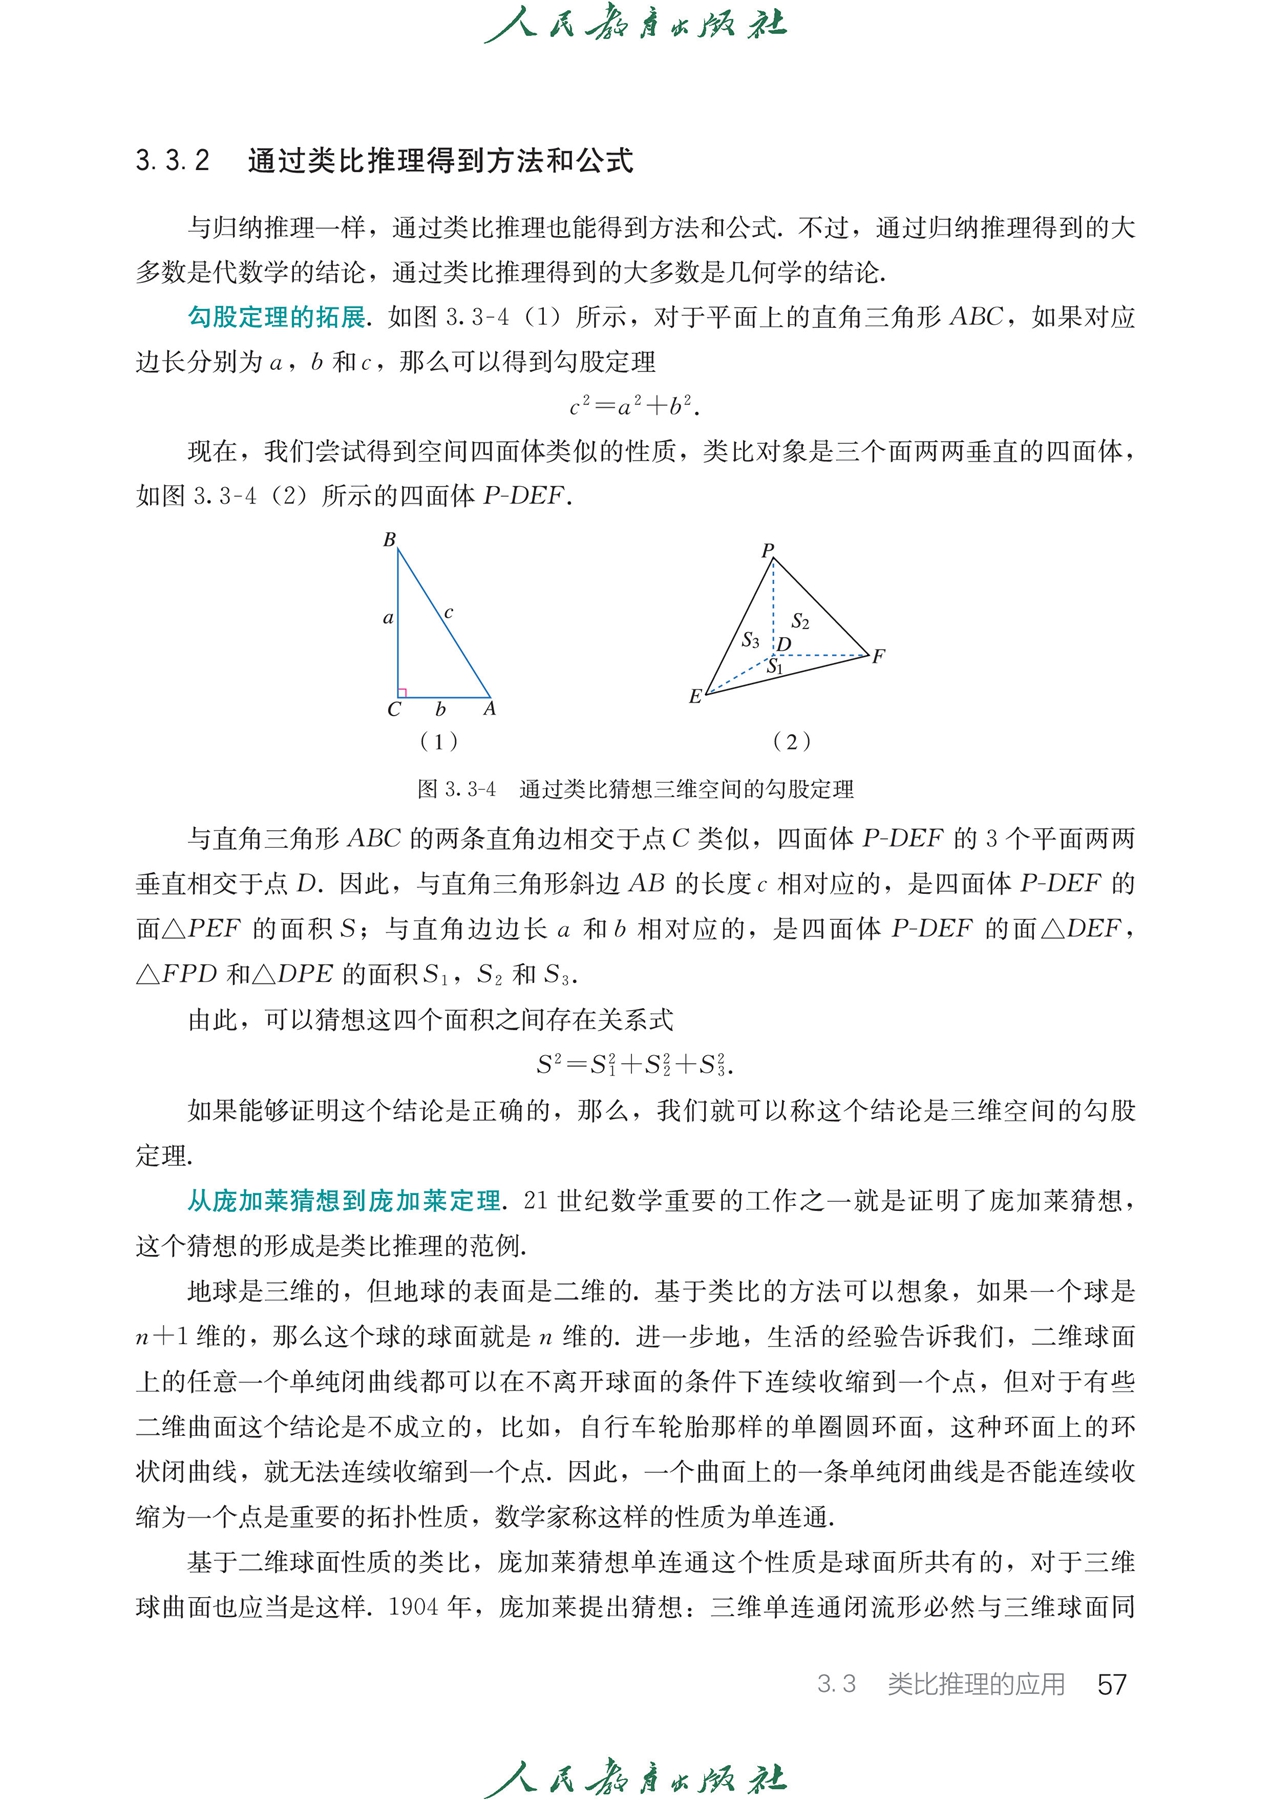 人民教育出版社
3.3.2 通过类比推理得到方法和公式
与归纳推理一样，通过类比推理也能得到方法和公式. 不过，通过归纳推理得到的大
多数是代数学的结论，通过类比推理得到的大多数是几何学的结论.
勾股定理的拓展. 如图 3.3-4（1）所示，对于平面上的直角三角形 ABC，如果对应
边长分别为 a，b 和 c，那么可以得到勾股定理
c²=a²+b².
现在，我们尝试得到空间四面体类似的性质，类比对象是三个面两两垂直的四面体，
如图 3.3-4（2）所示的四面体 P-DEF.
B
a
c
C
b
A
（1）
P
S₂
S₃
D
S₁
F
E
（2）
图 3.3-4 通过类比猜想三维空间的勾股定理
与直角三角形 ABC 的两条直角边相交于点 C 类似，四面体 P-DEF 的 3 个平面两两
垂直相交于点 D. 因此，与直角三角形斜边 AB 的长度 c 相对应的，是四面体 P-DEF 的
面△PEF 的面积 S；与直角边边长 a 和 b 相对应的，是四面体 P-DEF 的面△DEF，
△FPD 和△DPE 的面积 S₁，S₂ 和 S₃.
由此，可以猜想这四个面积之间存在关系式
S²=S₁²+S₂²+S₃².
如果能够证明这个结论是正确的，那么，我们就可以称这个结论是三维空间的勾股
定理.
从庞加莱猜想到庞加莱定理. 21 世纪数学重要的工作之一就是证明了庞加莱猜想，
这个猜想的形成是类比推理的范例.
地球是三维的，但地球的表面是二维的. 基于类比的方法可以想象，如果一个球是
n+1 维的，那么这个球的球面就是 n 维的. 进一步地，生活的经验告诉我们，二维球面
上的任意一个单纯闭曲线都可以在不离开球面的条件下连续收缩到一个点，但对于有些
二维曲面这个结论是不成立的，比如，自行车轮胎那样的单圈圆环面，这种环面上的环
状闭曲线，就无法连续收缩到一个点. 因此，一个曲面上的一条单纯闭曲线是否能连续收
缩为一个点是重要的拓扑性质，数学家称这样的性质为单连通.
基于二维球面性质的类比，庞加莱猜想单连通这个性质是球面所共有的，对于三维
球曲面也应当是这样. 1904 年，庞加莱提出猜想：三维单连通闭流形必然与三维球面同
3.3 类比推理的应用 57
人民教育出版社